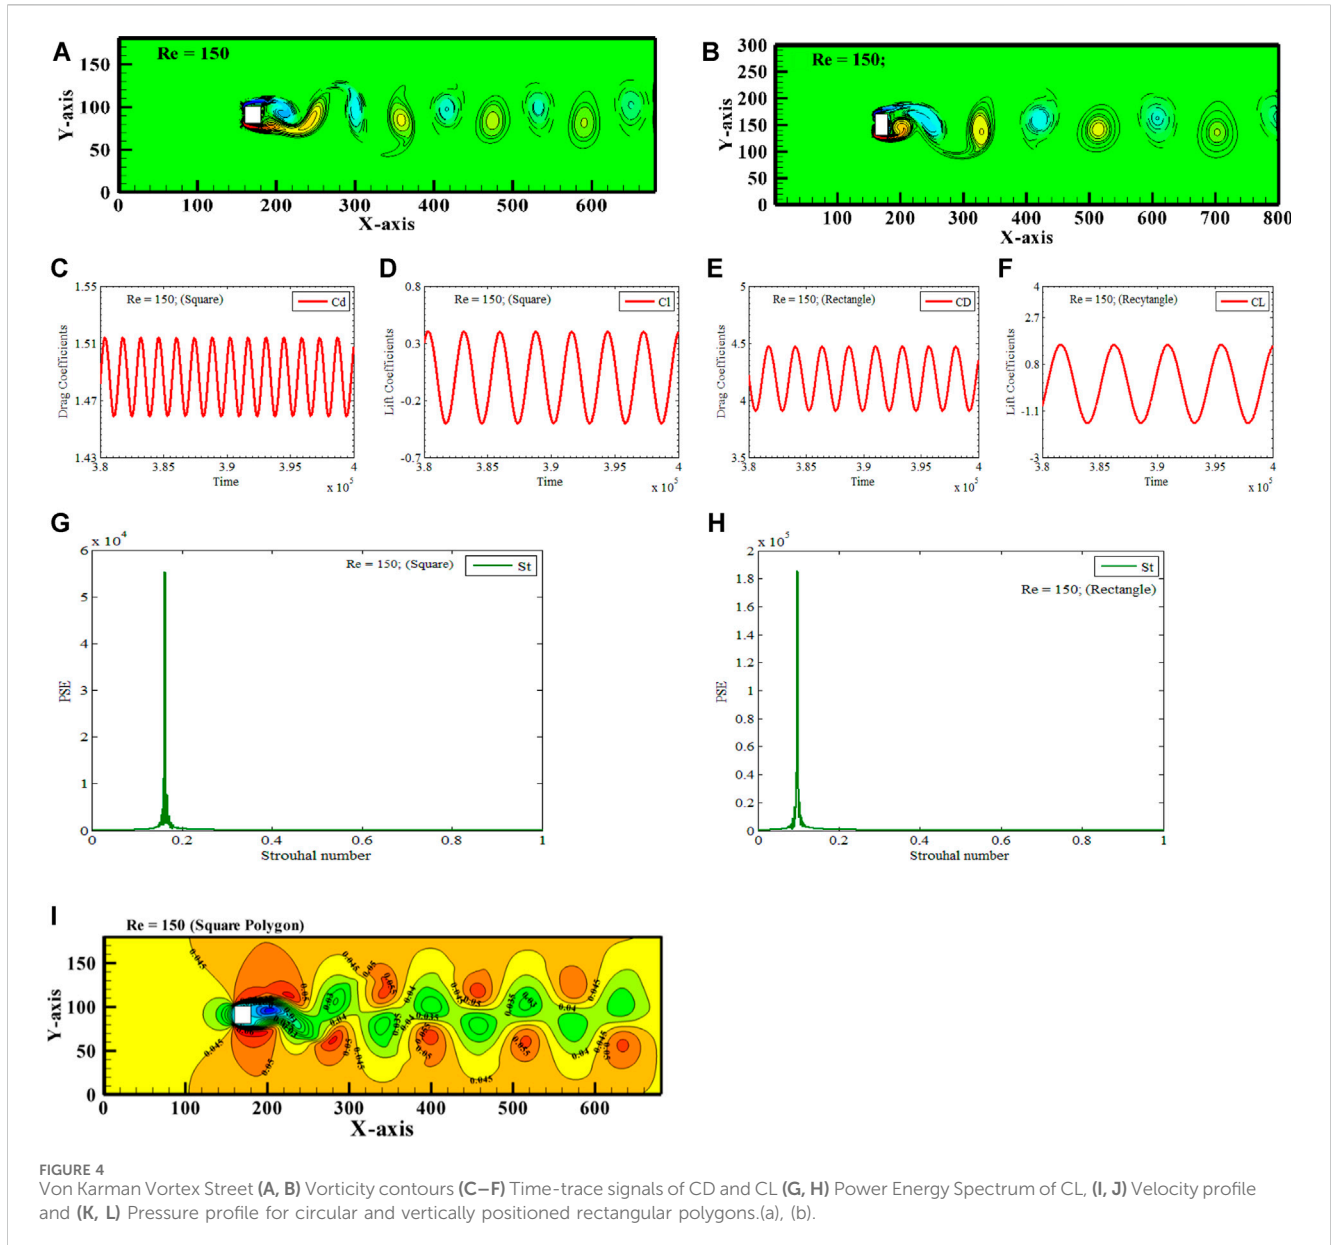 A
Re = 150
Y-axis
150
100
50
0
0 100 200 300 400 500 600
X-axis
B
Re = 150;
Y-axis
300
250
200
150
100
50
0
100 200 300 400 500 600 700 800
X-axis
C
1.55
Re = 150; (Square)
Cd
Drag Coefficients
1.51
1.47
1.43
3.8 3.85 3.9 3.95 4
Time
x 10^5
D
0.8
Re = 150; (Square)
Cl
Lift Coefficients
0.3
-0.2
-0.7
3.8 3.85 3.9 3.95 4
Time
x 10^5
E
5
Re = 150; (Rectangle)
CD
Drag Coefficients
4.5
4
3.5
3.8 3.85 3.9 3.95 4
Time
x 10^5
F
4
Re = 150; (Recytangle)
CL
Lift Coefficients
2.7
0.8
-1.1
-3
3.8 3.85 3.9 3.95 4
Time
x 10^5
G
x 10^4
6
Re = 150; (Square)
St
PSE
5
4
3
2
1
0
0 0.2 0.4 0.6 0.8 1
Strouhal number
H
x 10^5
2
St
Re = 150; (Rectangle)
PSE
1.8
1.6
1.4
1.2
1
0.8
0.6
0.4
0.2
0
0 0.2 0.4 0.6 0.8 1
Strouhal number
I
Re = 150 (Square Polygon)
Y-axis
150
100
50
0
0 100 200 300 400 500 600
X-axis
FIGURE 4
Von Karman Vortex Street (A, B) Vorticity contours (C–F) Time-trace signals of CD and CL (G, H) Power Energy Spectrum of CL, (I, J) Velocity profile
and (K, L) Pressure profile for circular and vertically positioned rectangular polygons.(a), (b).